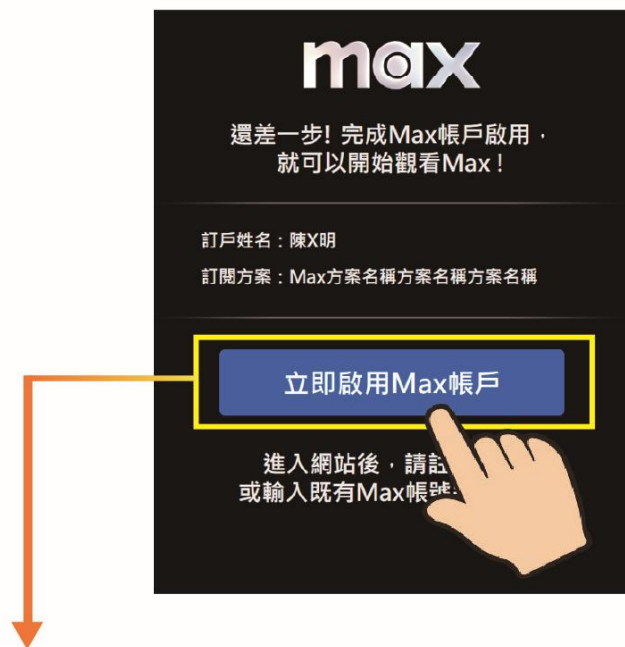 max
還差一步! 完成Max帳戶啟用，
就可以開始觀看Max！
訂戶姓名：陳X明
訂閱方案：Max方案名稱方案名稱方案名稱
立即啟用Max帳戶
進入網站後，請註
或輸入既有Max帳號